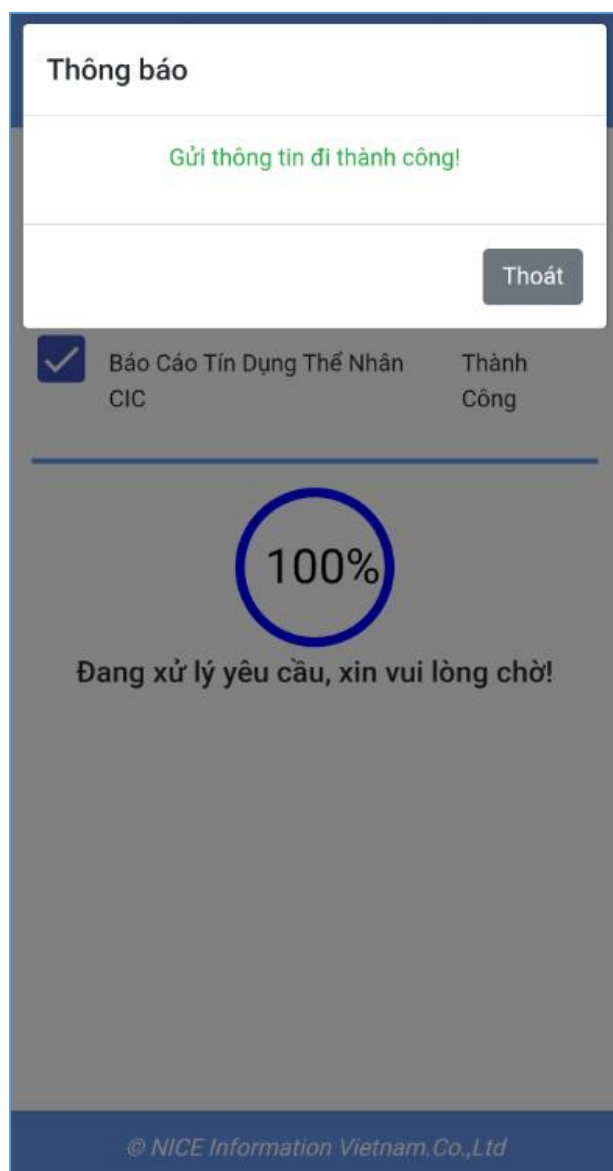 Thông báo
Gửi thông tin đi thành công!
Thoát
Báo Cáo Tín Dụng Thể Nhân Thành
CIC Công
100%
Đang xử lý yêu cầu, xin vui lòng chờ!
© NICE Information Vietnam.Co.,Ltd